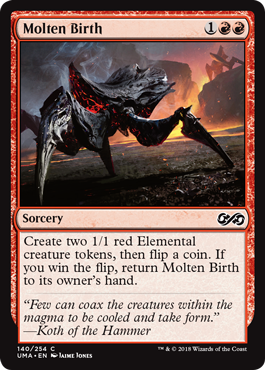 Molten Birth 1
Sorcery
Create two 1/1 red Elemental
creature tokens, then flip a coin. If
you win the flip, return Molten Birth
to its owner's hand.
“Few can coax the creatures within the
magma to be cooled and take form.”
—Koth of the Hammer
140/254 C
UMA • EN Jaime Jones
™ & © 2018 Wizards of the Coast